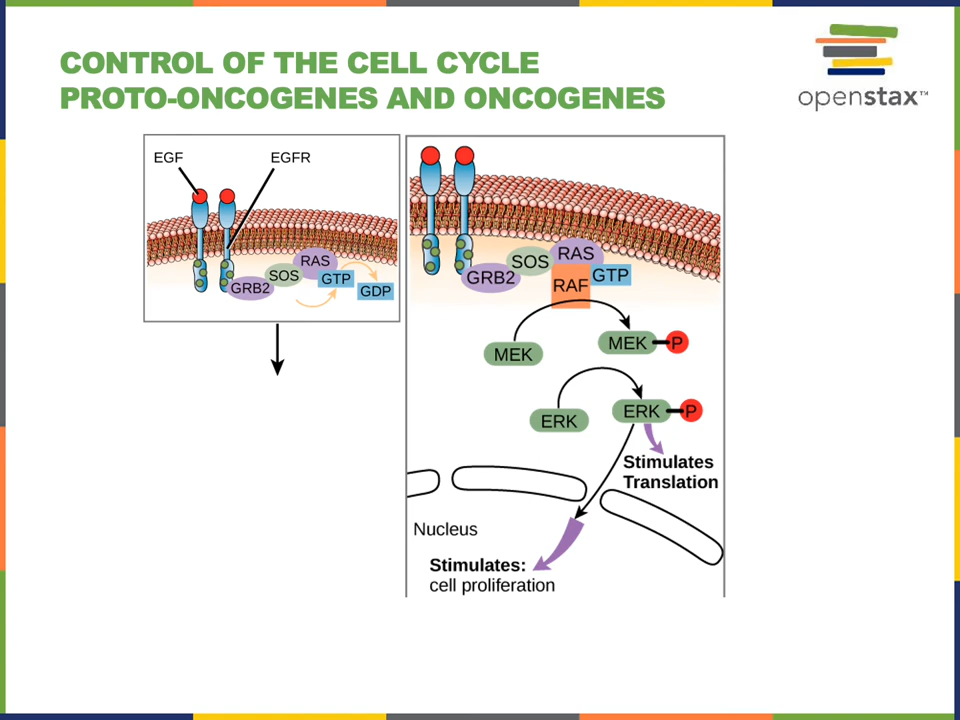 CONTROL OF THE CELL CYCLE
PROTO-ONCOGENES AND ONCOGENES
openstax™
EGF
EGFR
RAS
SOS
GTP
GRB2
GDP
RAS
SOS
GTP
GRB2
RAF
MEK
MEK
P
ERK
ERK
P
Stimulates
Translation
Nucleus
Stimulates:
cell proliferation